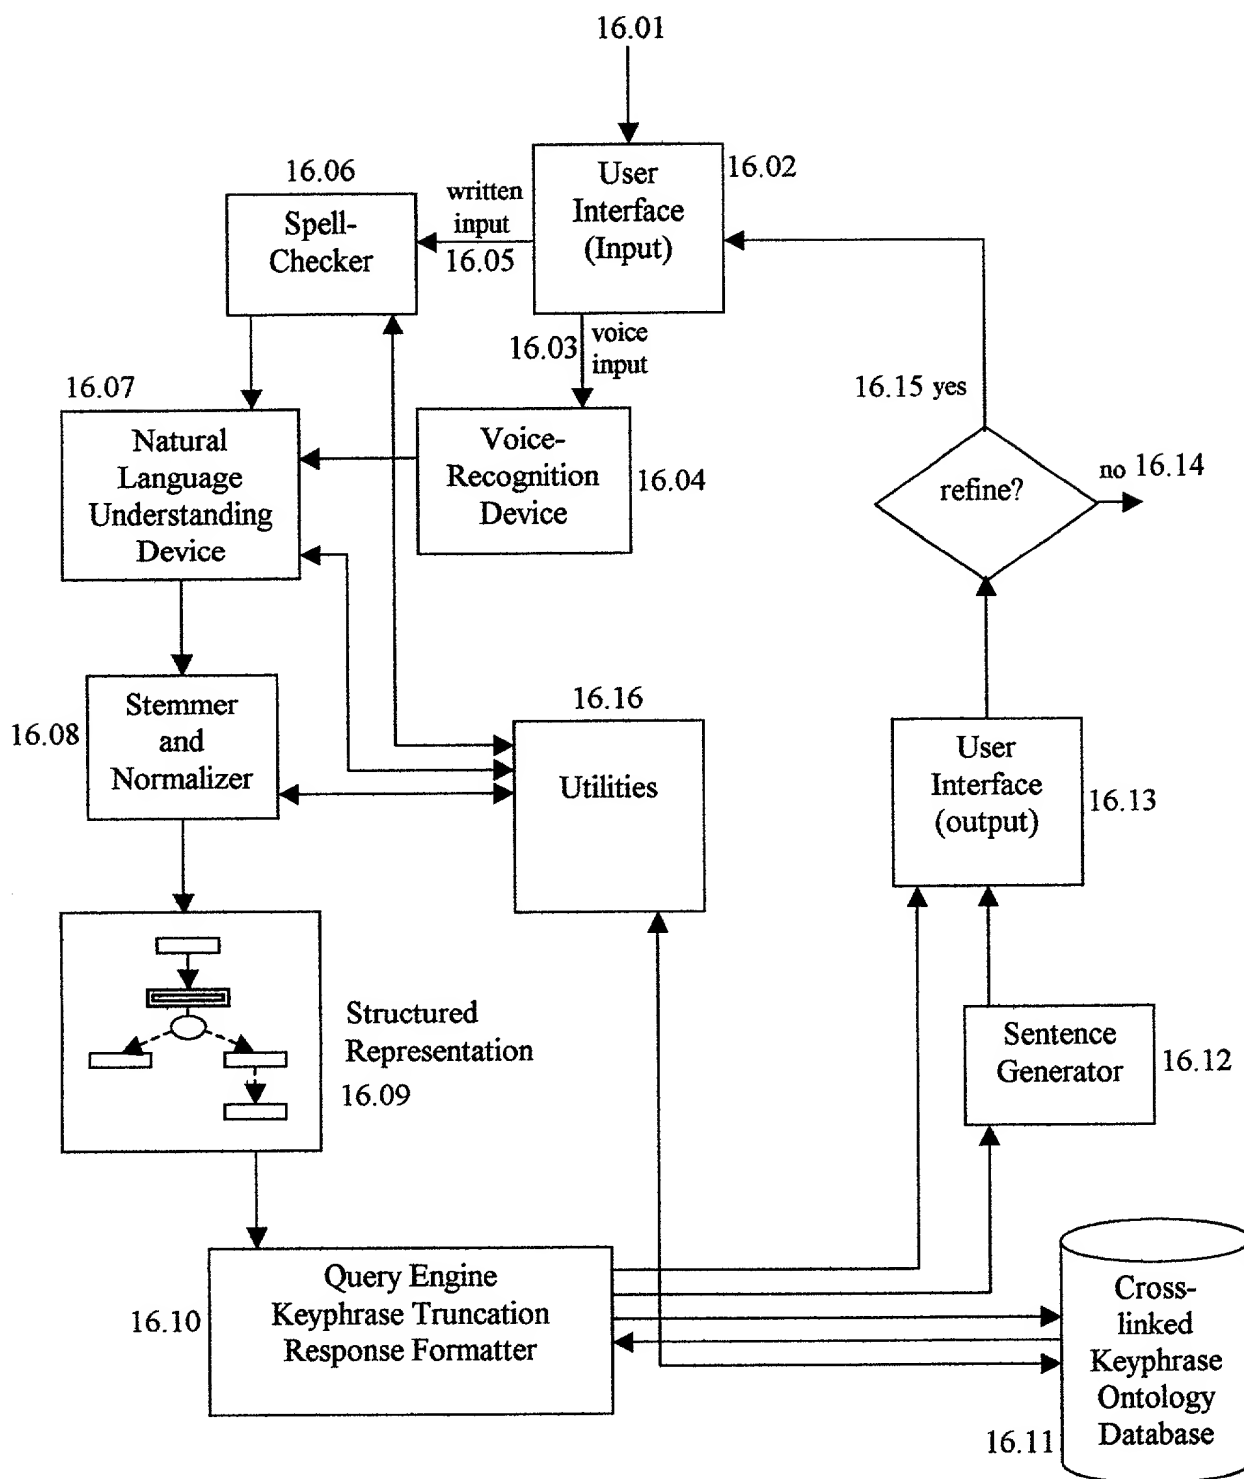 16.01
16.02
User
Interface
(Input)
written
input
16.05
16.06
Spell-
Checker
16.03
voice
input
16.07
Natural
Language
Understanding
Device
Voice-
Recognition
Device
16.04
16.15 yes
refine?
no 16.14
16.08
Stemmer
and
Normalizer
16.16
Utilities
User
Interface
(output)
16.13
Structured
Representation
16.09
Sentence
Generator
16.12
16.10
Query Engine
Keyphrase Truncation
Response Formatter
Cross-
linked
Keyphrase
Ontology
Database
16.11